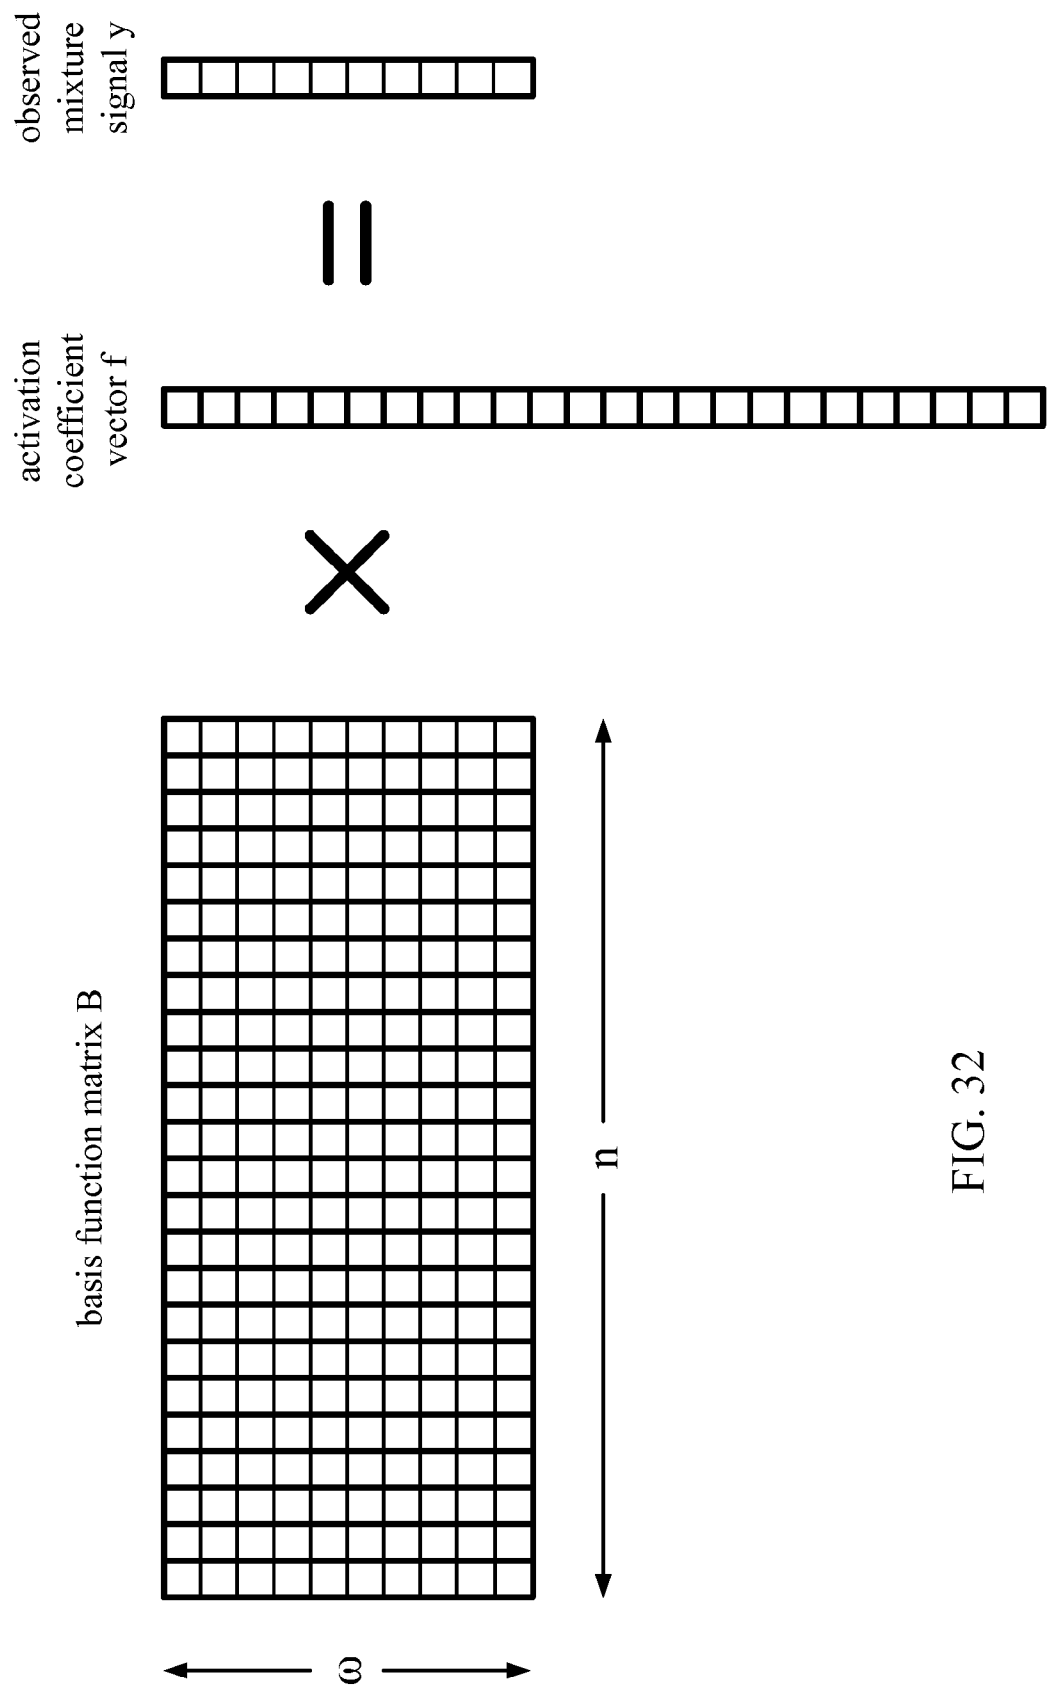 basis function matrix B
activation
coefficient
vector f
observed
mixture
signal y
ω
n
FIG. 32